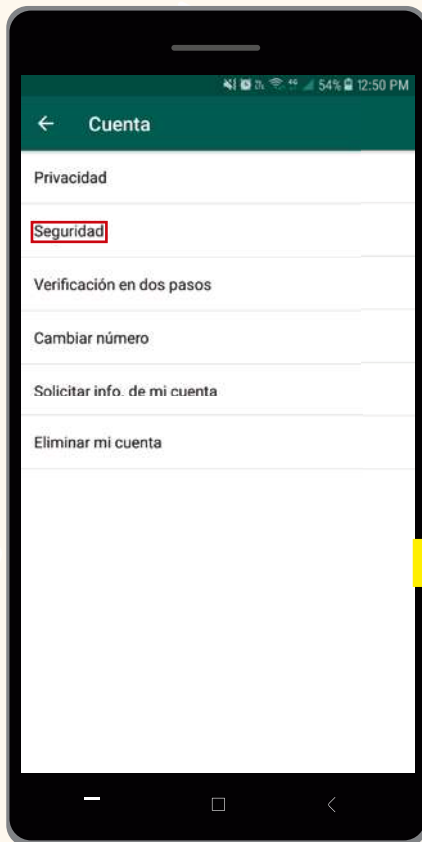 54% 12:50 PM
Cuenta
Privacidad
Seguridad
Verificación en dos pasos
Cambiar número
Solicitar info. de mi cuenta
Eliminar mi cuenta